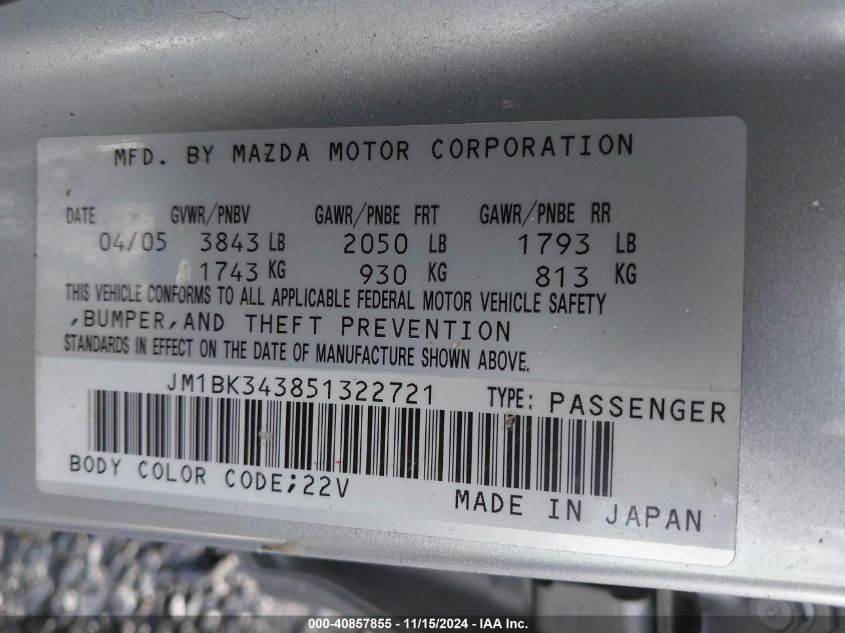 MFD. BY MAZDA MOTOR CORPORATION
DATE GVWR/PNBV GAWR/PNBE FRT GAWR/PNBE RR
04/05 3843 LB 2050 LB 1793 LB
1743 KG 930 KG 813 KG
THIS VEHICLE CONFORMS TO ALL APPLICABLE FEDERAL MOTOR VEHICLE SAFETY
,BUMPER,AND THEFT PREVENTION
STANDARDS IN EFFECT ON THE DATE OF MANUFACTURE SHOWN ABOVE.
JM1BK343851322721 TYPE: PASSENGER
BODY COLOR CODE;22V
MADE IN JAPAN
000-40857855 - 11/15/2024 - IAA Inc.